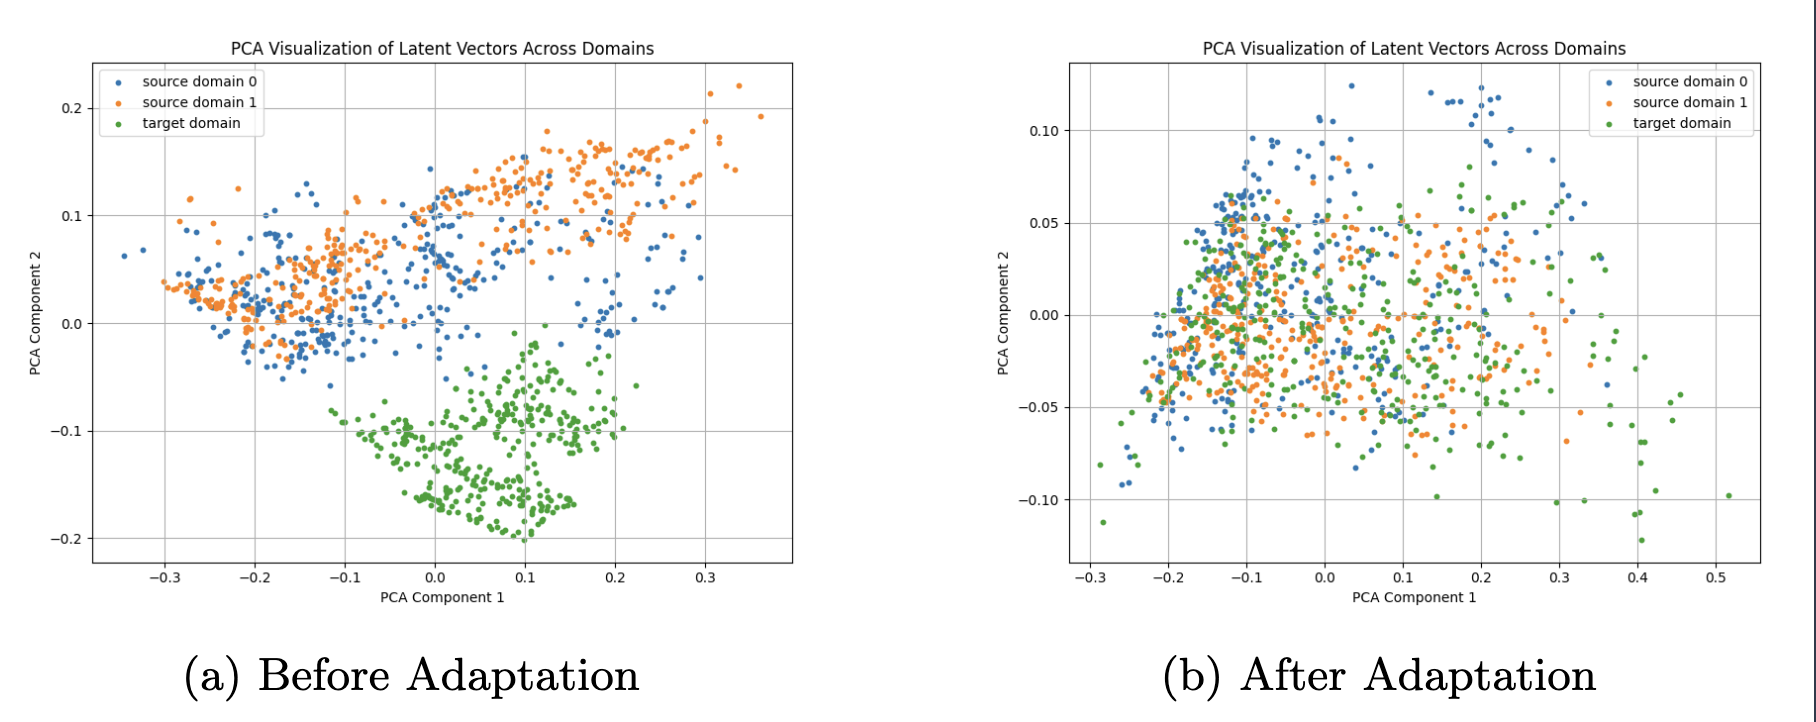 PCA Visualization of Latent Vectors Across Domains
source domain 0
source domain 1
target domain
PCA Component 2
0.2
0.1
0.0
−0.1
−0.2
−0.3 −0.2 −0.1 0.0 0.1 0.2 0.3
PCA Component 1
(a) Before Adaptation
PCA Visualization of Latent Vectors Across Domains
source domain 0
source domain 1
target domain
PCA Component 2
0.10
0.05
0.00
−0.05
−0.10
−0.3 −0.2 −0.1 0.0 0.1 0.2 0.3 0.4 0.5
PCA Component 1
(b) After Adaptation